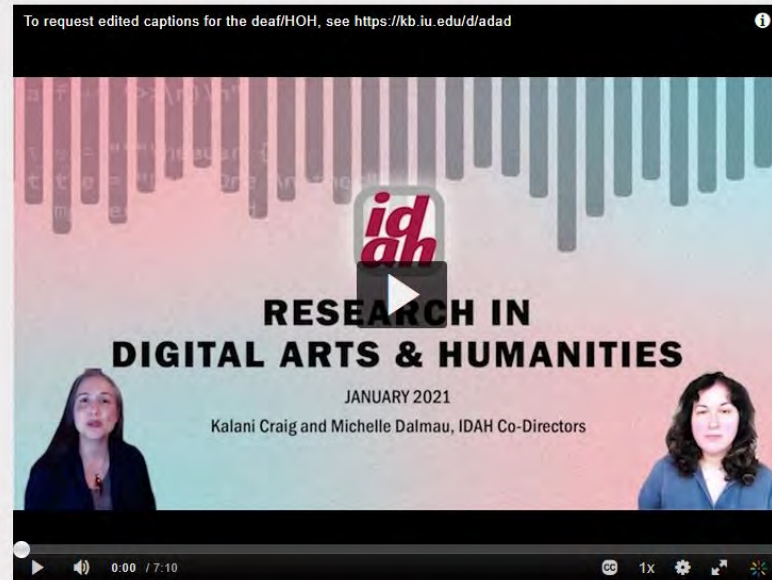 To request edited captions for the deaf/HOH, see https://kb.iu.edu/d/adad
idah
RESEARCH IN
DIGITAL ARTS & HUMANITIES
JANUARY 2021
Kalani Craig and Michelle Dalmau, IDAH Co-Directors
0:00 / 7:10
CC
1x